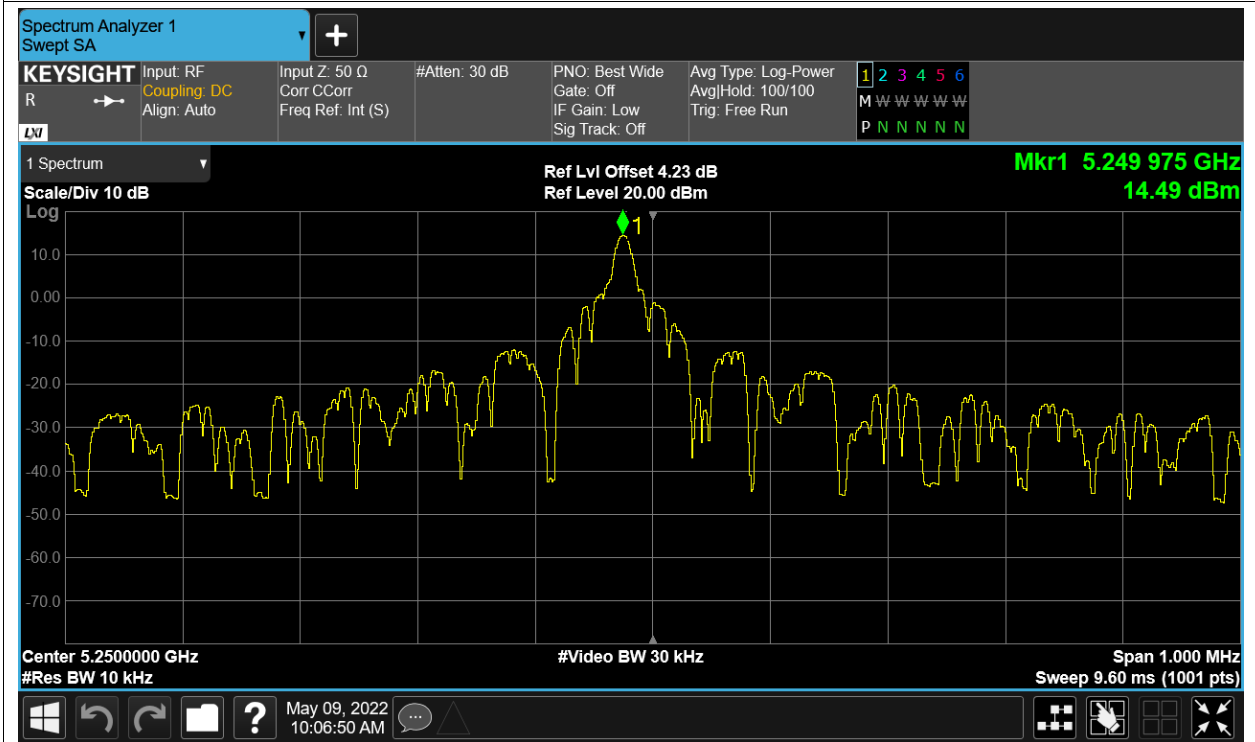 Spectrum Analyzer 1
Swept SA
KEYSIGHT
R
LXI
Input: RF
Coupling: DC
Align: Auto
Input Z: 50 Ω
Corr CCorr
Freq Ref: Int (S)
#Atten: 30 dB
PNO: Best Wide
Gate: Off
IF Gain: Low
Sig Track: Off
Avg Type: Log-Power
Avg|Hold: 100/100
Trig: Free Run
1 2 3 4 5 6
M W W W W W
P N N N N N
1 Spectrum
Scale/Div 10 dB
Log
Ref Lvl Offset 4.23 dB
Ref Level 20.00 dBm
Mkr1 5.249 975 GHz
14.49 dBm
1
10.0
0.00
-10.0
-20.0
-30.0
-40.0
-50.0
-60.0
-70.0
Center 5.2500000 GHz
#Res BW 10 kHz
#Video BW 30 kHz
Span 1.000 MHz
Sweep 9.60 ms (1001 pts)
?
May 09, 2022
10:06:50 AM